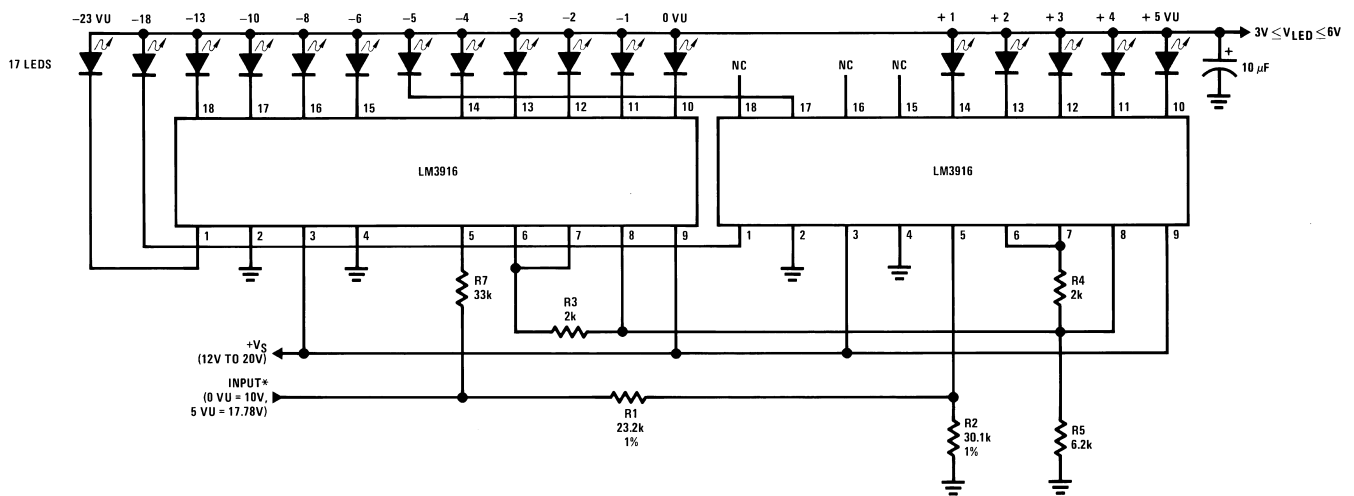 −23 VU −18 −13 −10 −8 −6 −5 −4 −3 −2 −1 0 VU +1 +2 +3 +4 +5 VU
3V ≤VLED ≤6V
17 LEDS
NC NC NC
+
10 μF
18 17 16 15 14 13 12 11 10 18 17 16 15 14 13 12 11 10
LM3916 LM3916
1 2 3 4 5 6 7 8 9 1 2 3 4 5 6 7 8 9
R7
33k
R4
2k
R3
2k
+VS
(12V TO 20V)
INPUT*
(0 VU = 10V,
5 VU = 17.78V)
R1
23.2k
1%
R2
30.1k
1%
R5
6.2k